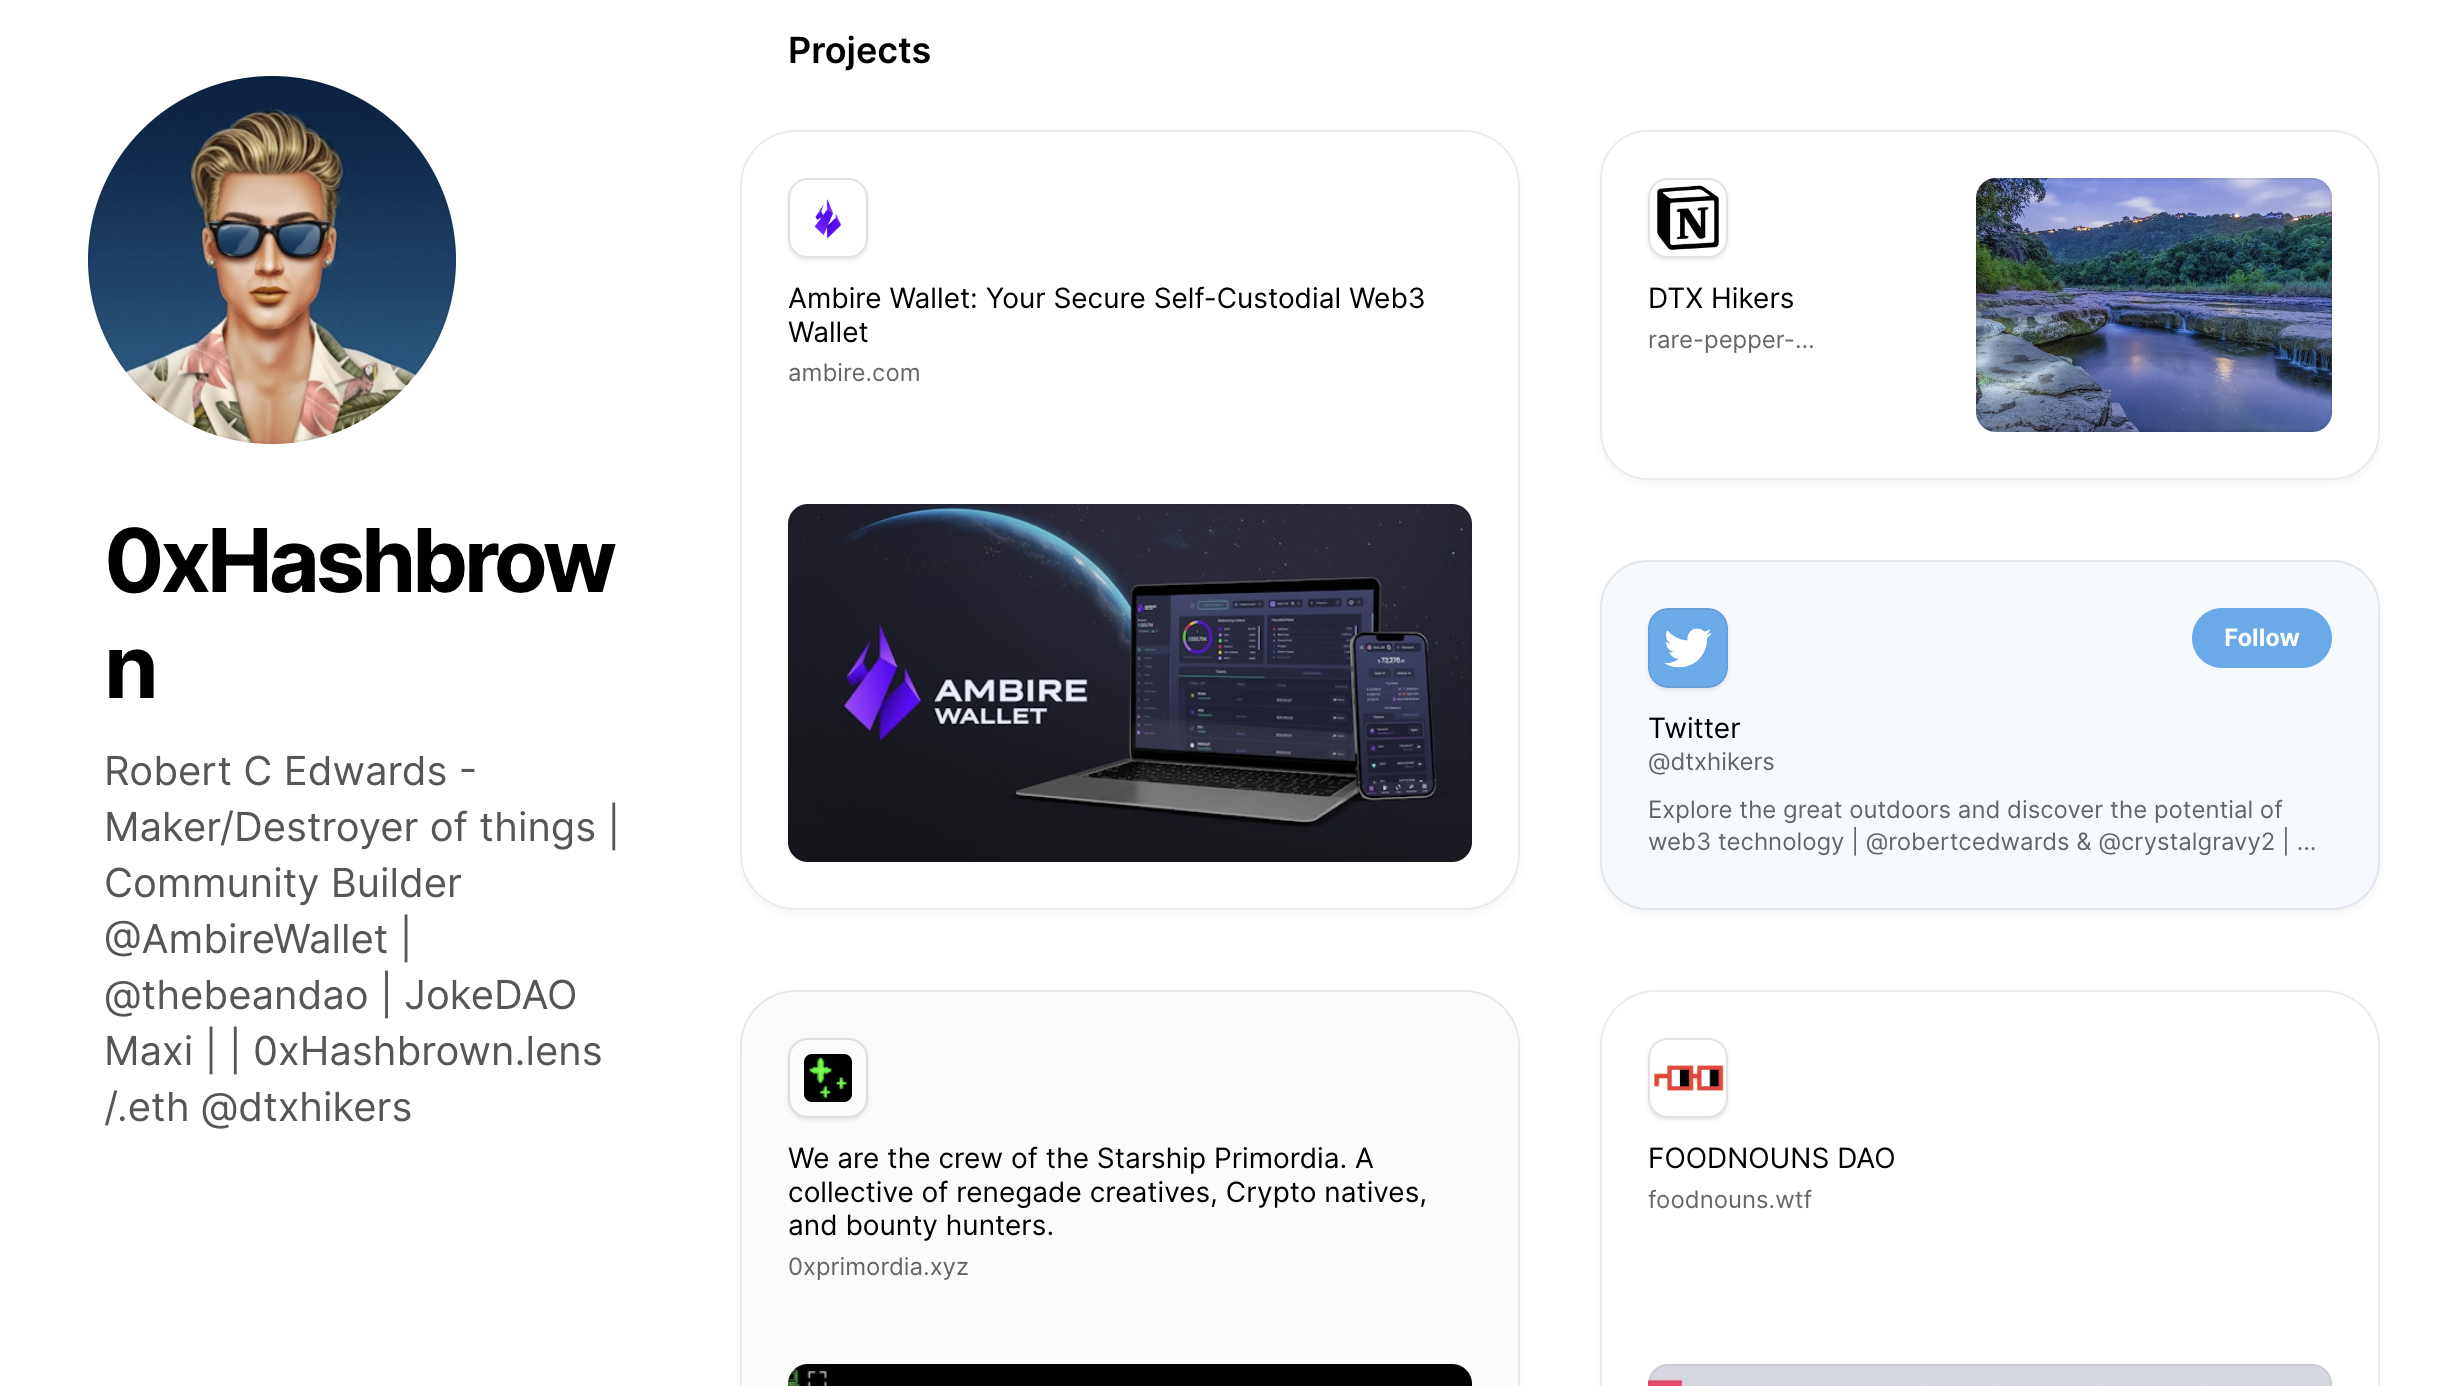 Projects
0xHashbrow
n
Robert C Edwards -
Maker/Destroyer of things |
Community Builder
@AmbireWallet |
@thebeandao | JokeDAO
Maxi | | 0xHashbrown.lens
/.eth @dtxhikers
Ambire Wallet: Your Secure Self-Custodial Web3
Wallet
ambire.com
AMBIRE
WALLET
N
DTX Hikers
rare-pepper-...
Follow
Twitter
@dtxhikers
Explore the great outdoors and discover the potential of
web3 technology | @robertcedwards & @crystalgravy2 | ...
We are the crew of the Starship Primordia. A
collective of renegade creatives, Crypto natives,
and bounty hunters.
0xprimordia.xyz
FOODNOUNS DAO
foodnouns.wtf